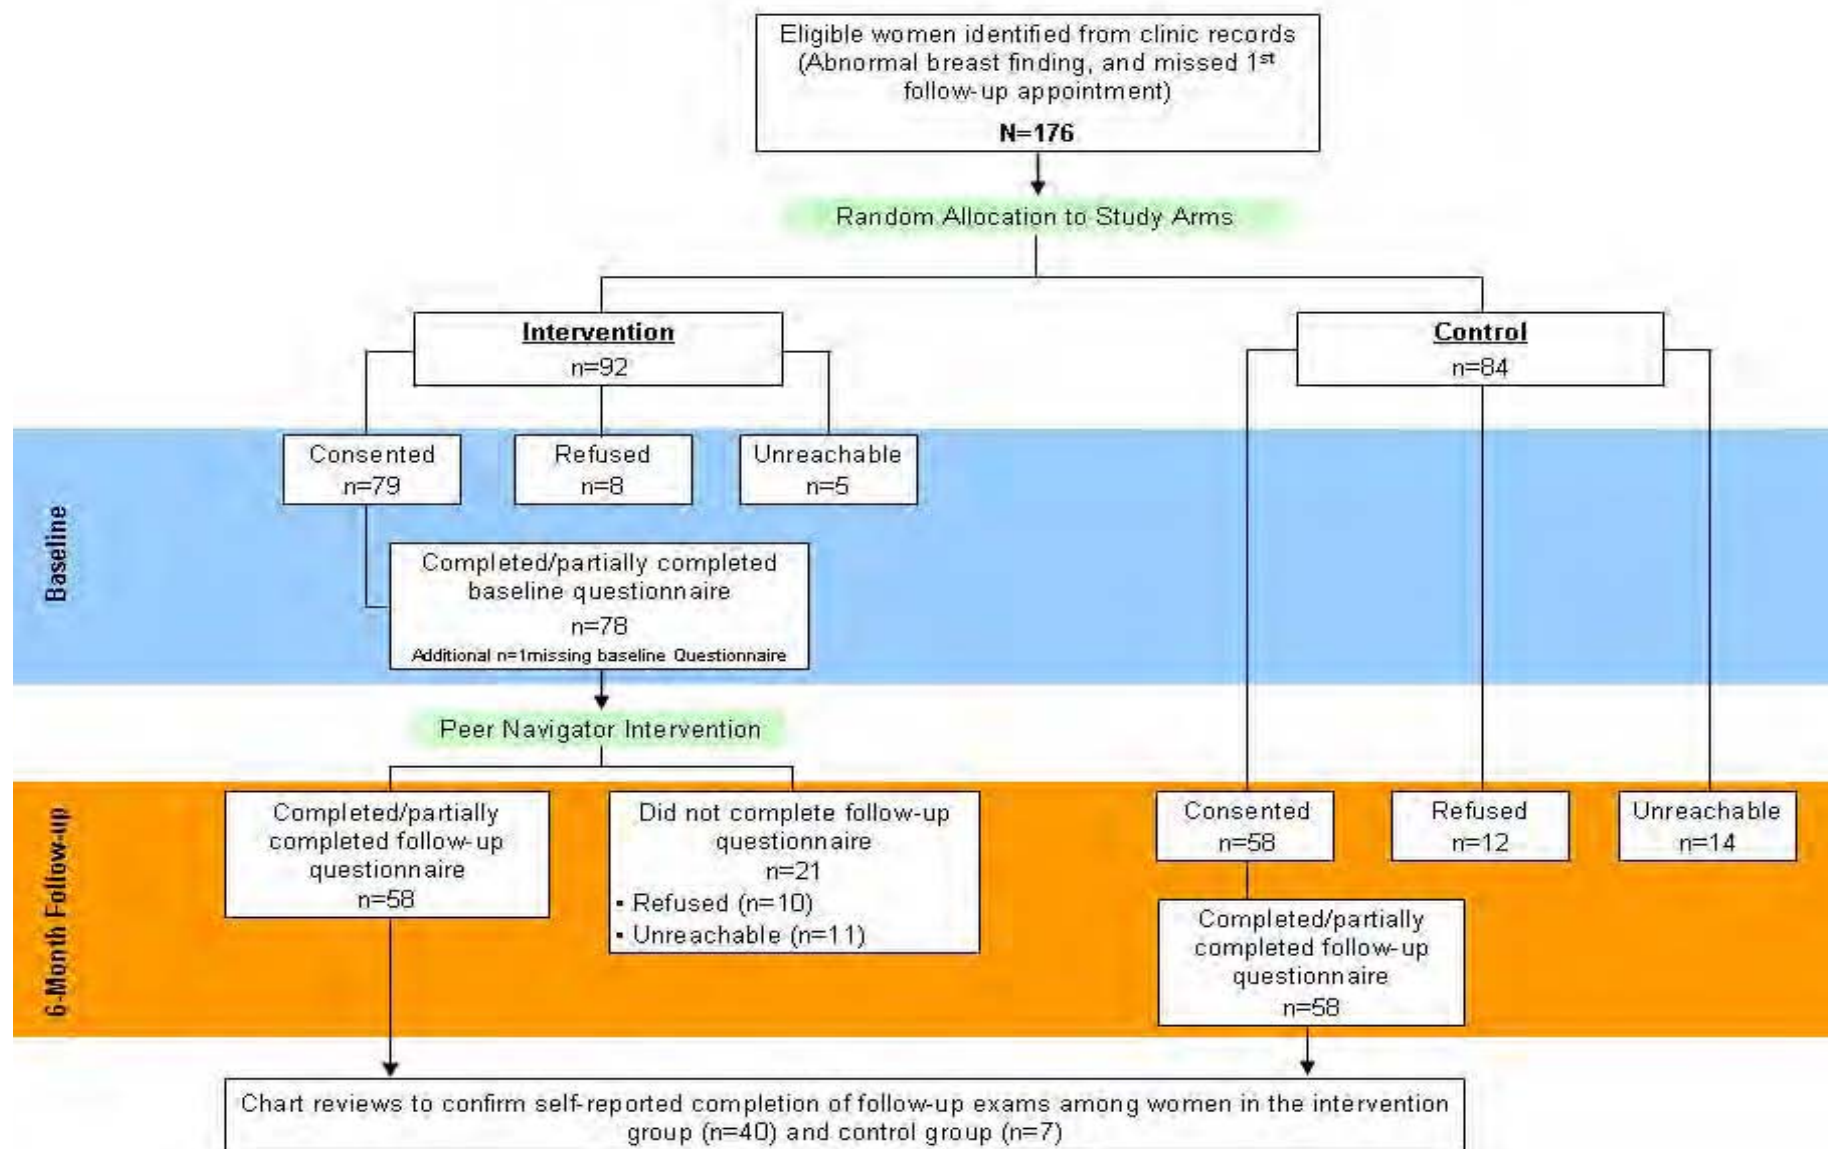 Eligible women identified from clinic records
(Abnormal breast finding, and missed 1st
follow-up appointment)
N=176
Random Allocation to Study Arms
Intervention
n=92
Control
n=84
Baseline
Consented
n=79
Refused
n=8
Unreachable
n=5
Completed/partially completed
baseline questionnaire
n=78
Additional n=1missing baseline Questionnaire
Peer Navigator Intervention
6-Month Follow-up
Completed/partially
completed follow-up
questionnaire
n=58
Did not complete follow-up
questionnaire
n=21
▪ Refused (n=10)
▪ Unreachable (n=11)
Consented
n=58
Refused
n=12
Unreachable
n=14
Completed/partially
completed follow-up
questionnaire
n=58
Chart reviews to confirm self-reported completion of follow-up exams among women in the intervention
group (n=40) and control group (n=7)